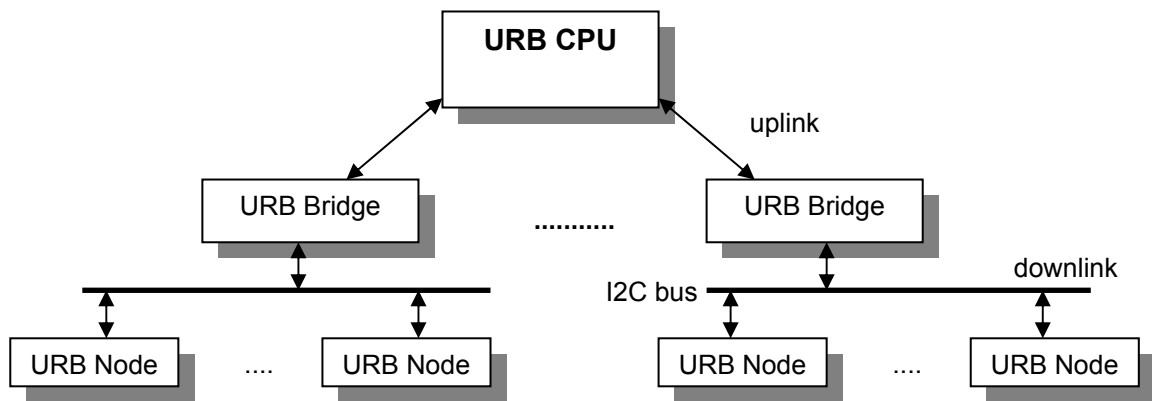 URB CPU
uplink
URB Bridge
...........
URB Bridge
downlink
I2C bus
URB Node
....
URB Node
URB Node
....
URB Node